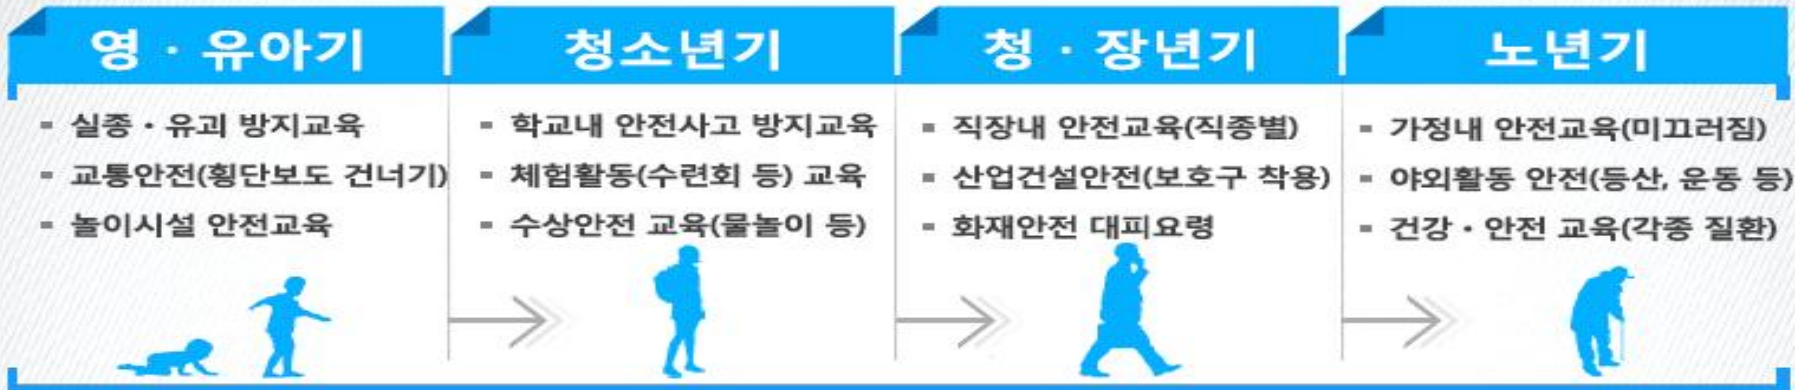 영 · 유아기
실종 · 유괴 방지교육
교통안전(횡단보도 건너기)
놀이시설 안전교육
청소년기
학교내 안전사고 방지교육
체험활동(수련회 등) 교육
수상안전 교육(물놀이 등)
청 · 장년기
직장내 안전교육(직종별)
산업건설안전(보호구 착용)
화재안전 대피요령
노년기
가정내 안전교육(미끄러짐)
야외활동 안전(등산, 운동 등)
건강 · 안전 교육(각종 질환)